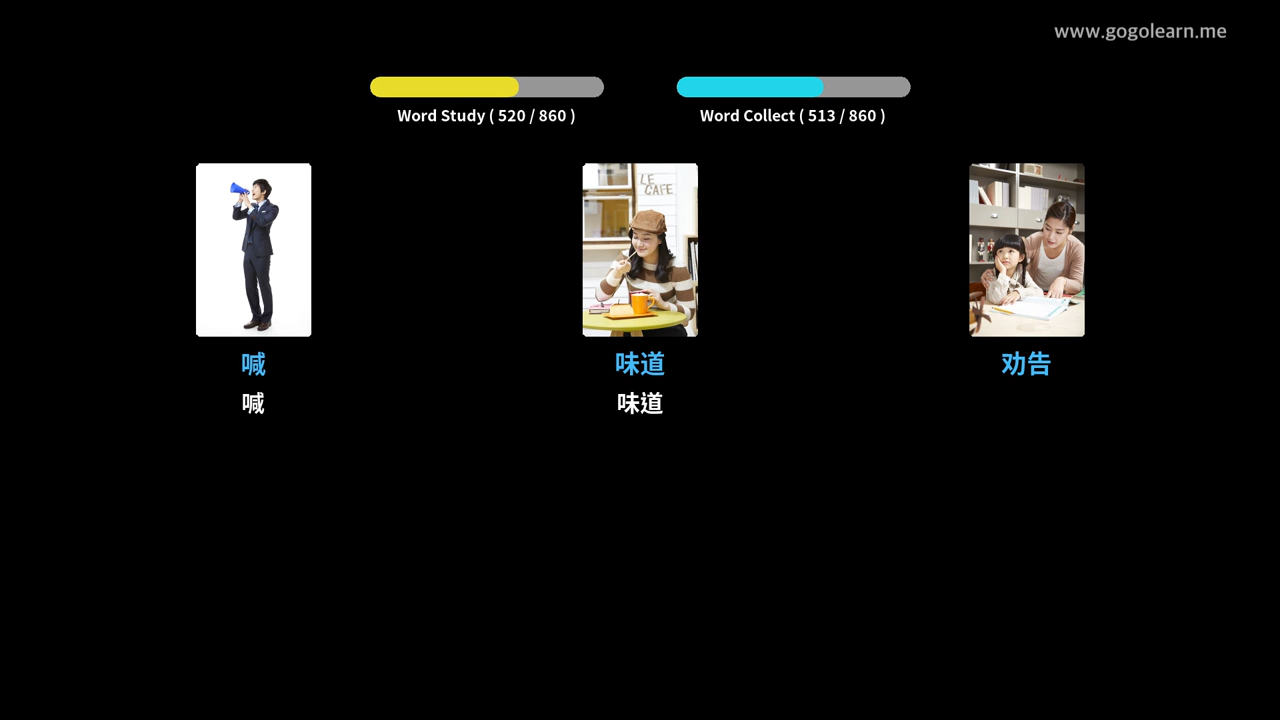 www.gogolearn.me
Word Study ( 520 / 860 )
Word Collect ( 513 / 860 )
LE
CAFE
喊
味道
劝告
喊
味道